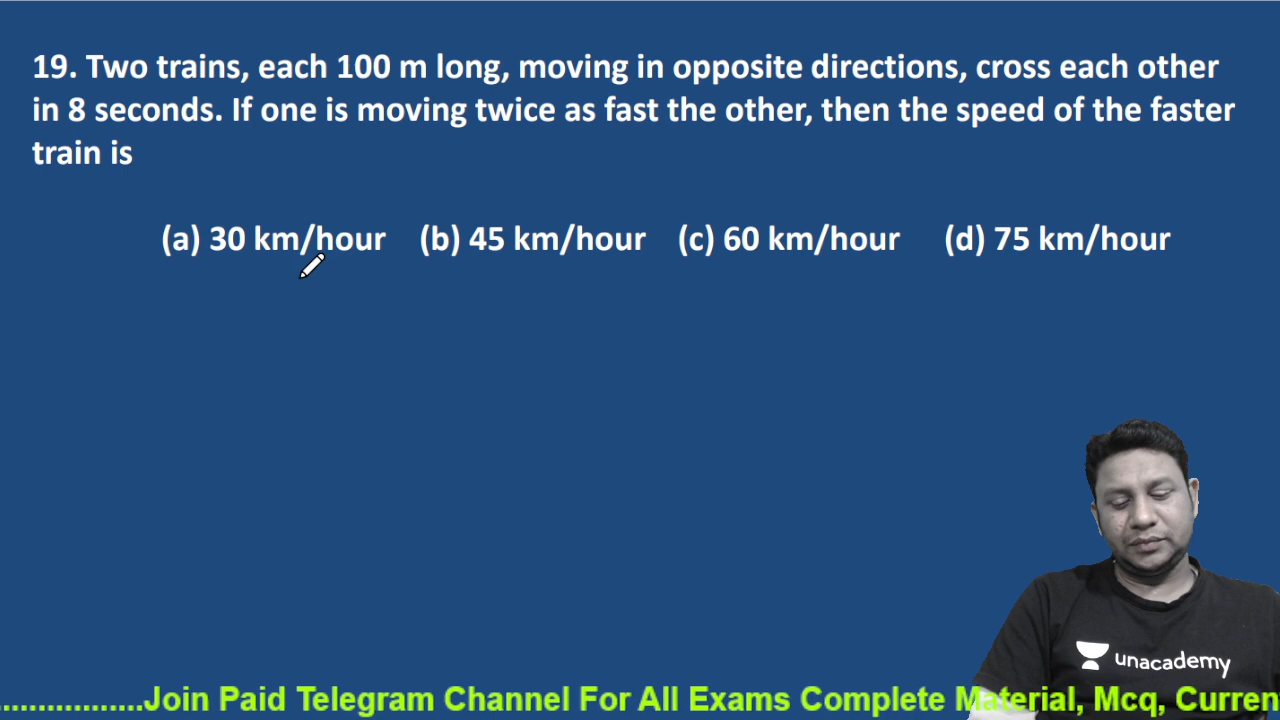 19. Two trains, each 100 m long, moving in opposite directions, cross each other
in 8 seconds. If one is moving twice as fast the other, then the speed of the faster
train is
(a) 30 km/hour (b) 45 km/hour (c) 60 km/hour (d) 75 km/hour
unacademy
.................Join Paid Telegram Channel For All Exams Complete Material, Mcq, Curren